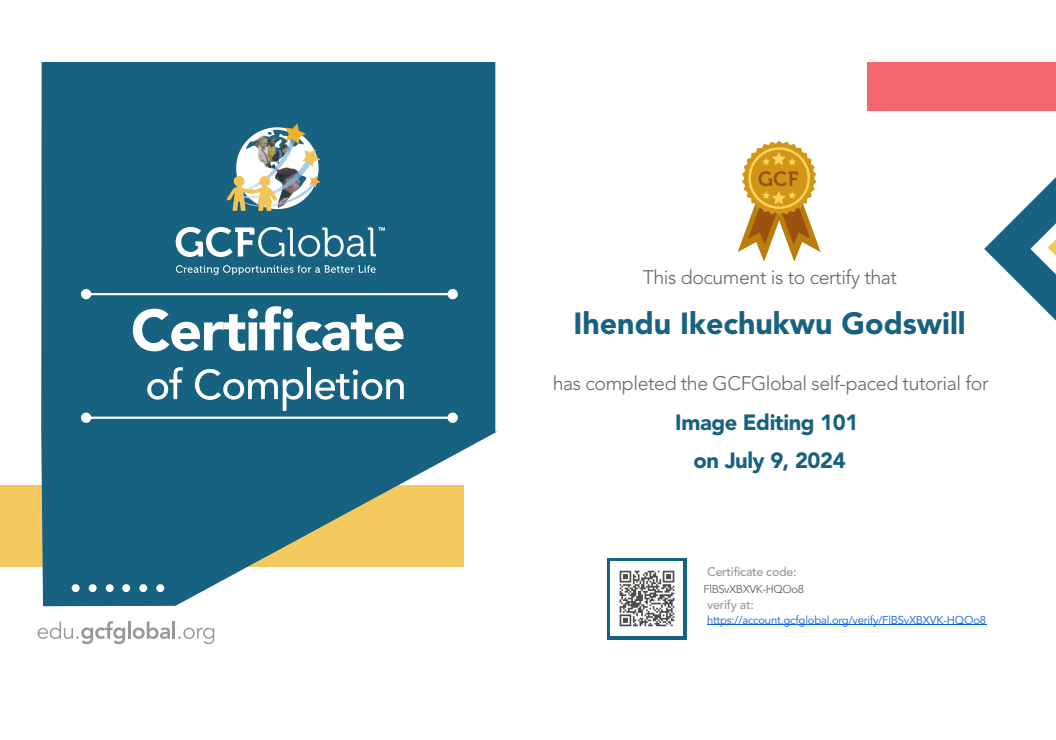 GCFGlobal™
Creating Opportunities for a Better Life
Certificate
of Completion
edu.gcfglobal.org
GCF
This document is to certify that
Ihendu Ikechukwu Godswill
has completed the GCFGlobal self-paced tutorial for
Image Editing 101
on July 9, 2024
Certificate code:
FlBSvXBXVK-HQOo8
verify at:
https://account.gcfglobal.org/verify/FlBSvXBXVK-HQOo8